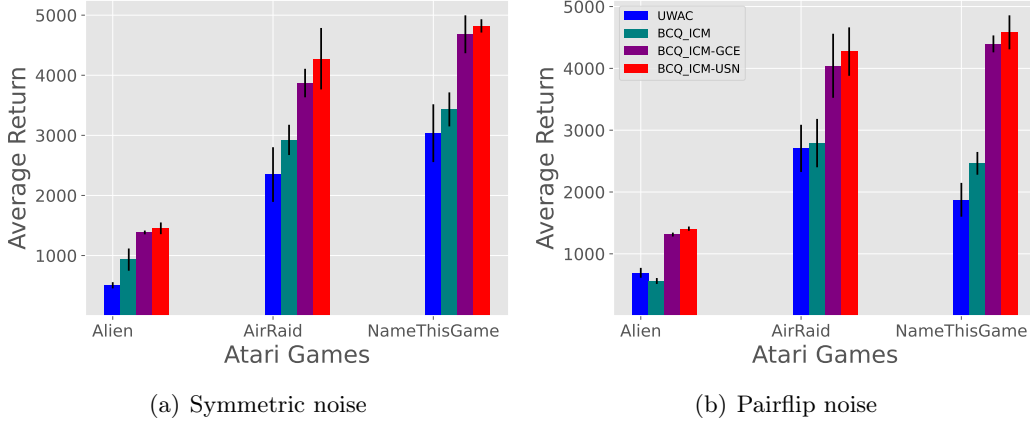 5000
4000
3000
2000
1000
Average Return
Alien AirRaid NameThisGame
Atari Games
(a) Symmetric noise
UWAC
BCQ_ICM
BCQ_ICM-GCE
BCQ_ICM-USN
5000
4000
3000
2000
1000
Average Return
Alien AirRaid NameThisGame
Atari Games
(b) Pairflip noise